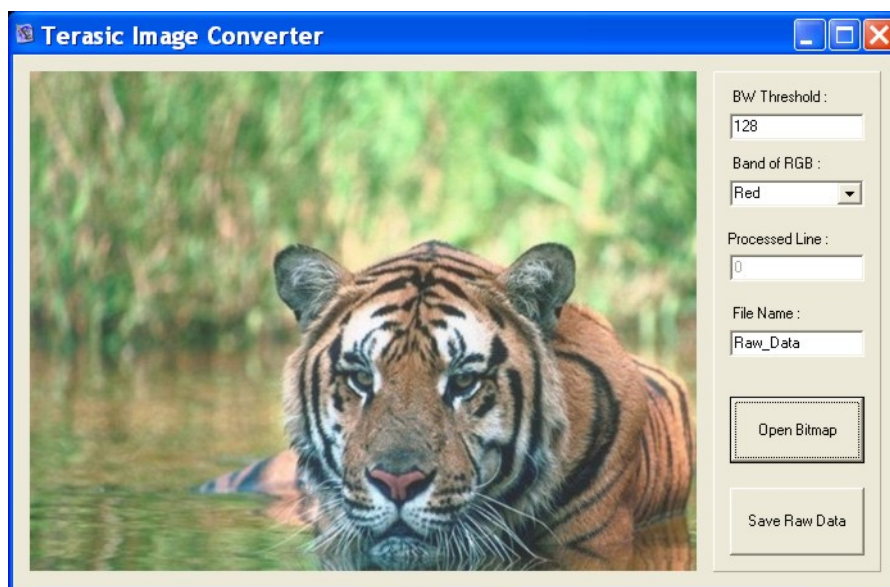 Terasic Image Converter
BW Threshold :
128
Band of RGB :
Red
Processed Line :
0
File Name :
Raw_Data
Open Bitmap
Save Raw Data